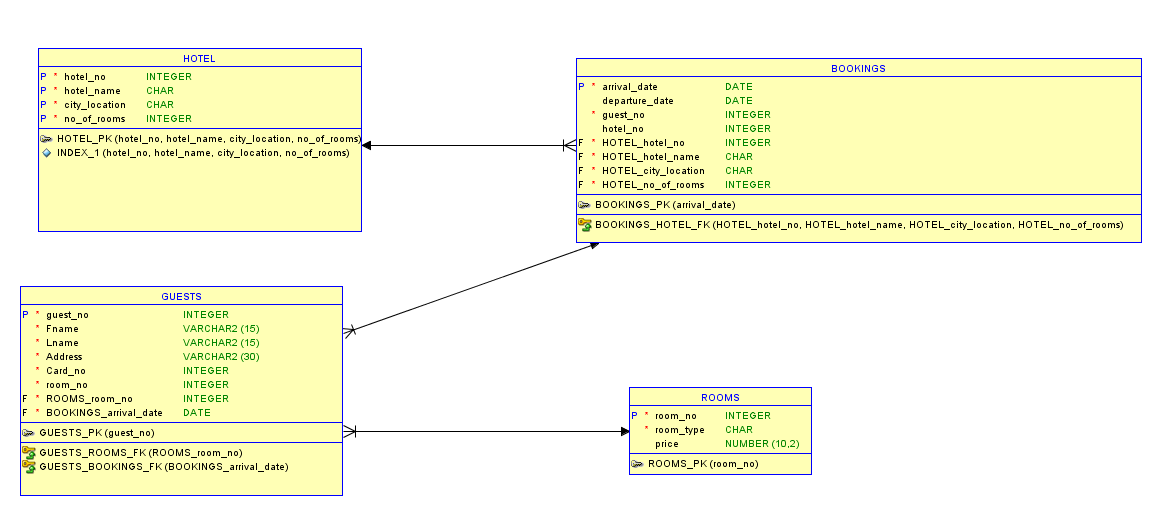 HOTEL
P * hotel_no INTEGER
P * hotel_name CHAR
P * city_location CHAR
P * no_of_rooms INTEGER
HOTEL_PK (hotel_no, hotel_name, city_location, no_of_rooms)
INDEX_1 (hotel_no, hotel_name, city_location, no_of_rooms)
BOOKINGS
P * arrival_date DATE
departure_date DATE
* guest_no INTEGER
hotel_no INTEGER
F * HOTEL_hotel_no INTEGER
F * HOTEL_hotel_name CHAR
F * HOTEL_city_location CHAR
F * HOTEL_no_of_rooms INTEGER
BOOKINGS_PK (arrival_date)
BOOKINGS_HOTEL_FK (HOTEL_hotel_no, HOTEL_hotel_name, HOTEL_city_location, HOTEL_no_of_rooms)
GUESTS
P * guest_no INTEGER
* Fname VARCHAR2 (15)
* Lname VARCHAR2 (15)
* Address VARCHAR2 (30)
* Card_no INTEGER
* room_no INTEGER
F * ROOMS_room_no INTEGER
F * BOOKINGS_arrival_date DATE
GUESTS_PK (guest_no)
GUESTS_ROOMS_FK (ROOMS_room_no)
GUESTS_BOOKINGS_FK (BOOKINGS_arrival_date)
ROOMS
P * room_no INTEGER
* room_type CHAR
price NUMBER (10,2)
ROOMS_PK (room_no)